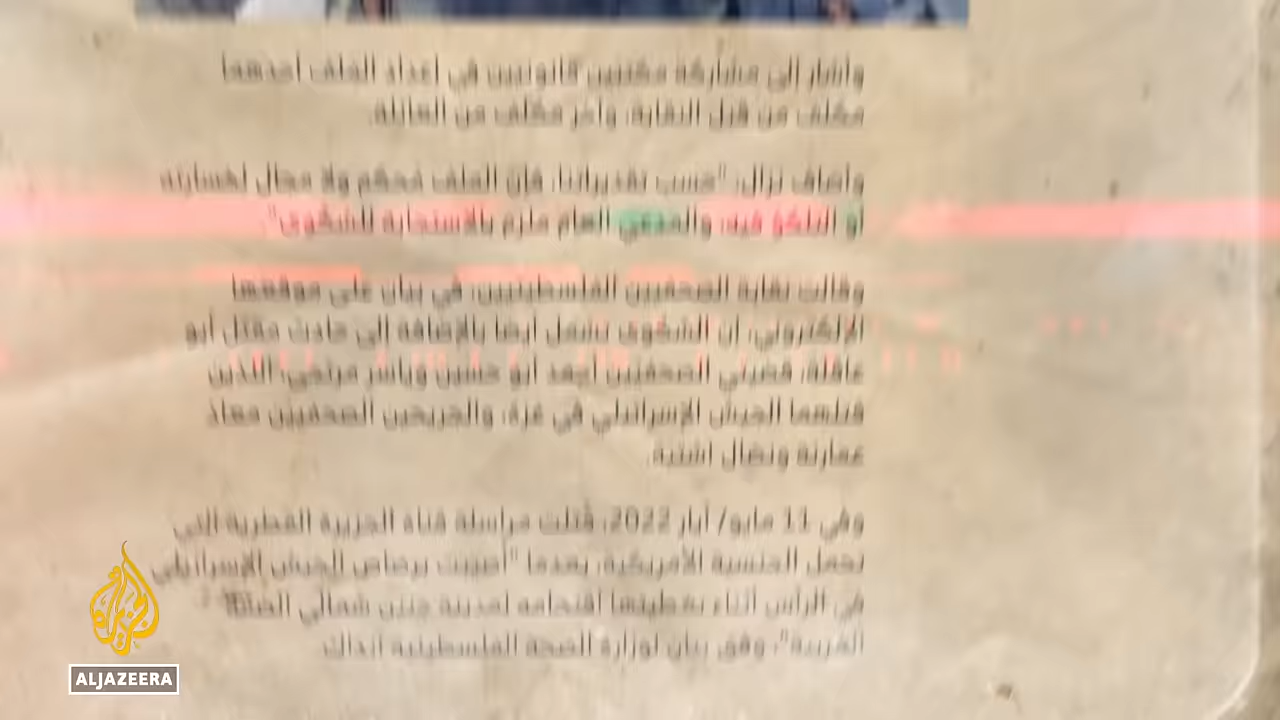 وأشار إلى مشاركة مكتبين قانونيين في إعداد الملف أحدهما
مكلف من قبل النقابة، وآخر مكلف من العائلة.
وأضاف نزال: "حسب تقديراتنا، فإن الملف مُحكم ولا مجال لخسارته
أو التلكؤ فيه، والمدعي العام ملزم بالاستجابة للشكوى"
وقالت نقابة الصحفيين الفلسطينيين، في بيان على موقعها
الإلكتروني، إن الشكوى تشمل أيضا بالإضافة إلى حادث مقتل أبو
عاقلة، قضيتي الصحفيين أحمد أبو حسين وياسر مرتجى، اللذين
قتلهما الجيش الإسرائيلي في غزة، والجريحين الصحفيين معاذ
عمارنة ونضال اشتية.
وفي 11 مايو/ أيار 2022، قُتلت مراسلة قناة الجزيرة القطرية التي
تحمل الجنسية الأمريكية، بعدما "أصيبت برصاص الجيش الإسرائيلي
في الرأس أثناء تغطيتها اقتحامه لمدينة جنين شمالي الضفة
الغربية"، وفق بيان لوزارة الصحة الفلسطينية آنذاك
الجزيرة
ALJAZEERA